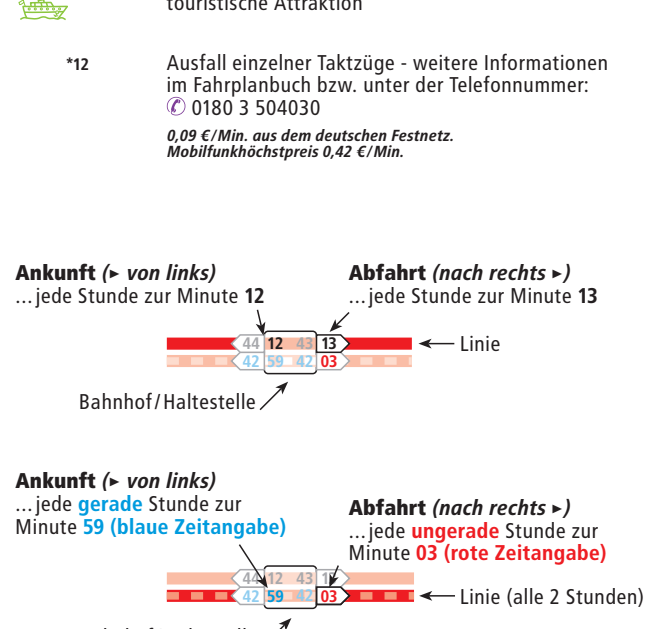 touristische Attraktion
*12 Ausfall einzelner Taktzüge - weitere Informationen
im Fahrplanbuch bzw. unter der Telefonnummer:
✆ 0180 3 504030
0,09 €/Min. aus dem deutschen Festnetz.
Mobilfunkhöchstpreis 0,42 €/Min.
Ankunft (► von links)
...jede Stunde zur Minute 12
Abfahrt (nach rechts ►)
...jede Stunde zur Minute 13
44 12 43 13
Linie
42 59 42 03
Bahnhof/Haltestelle
Ankunft (► von links)
...jede gerade Stunde zur
Minute 59 (blaue Zeitangabe)
Abfahrt (nach rechts ►)
...jede ungerade Stunde zur
Minute 03 (rote Zeitangabe)
44 12 43 13
42 59 42 03
Linie (alle 2 Stunden)